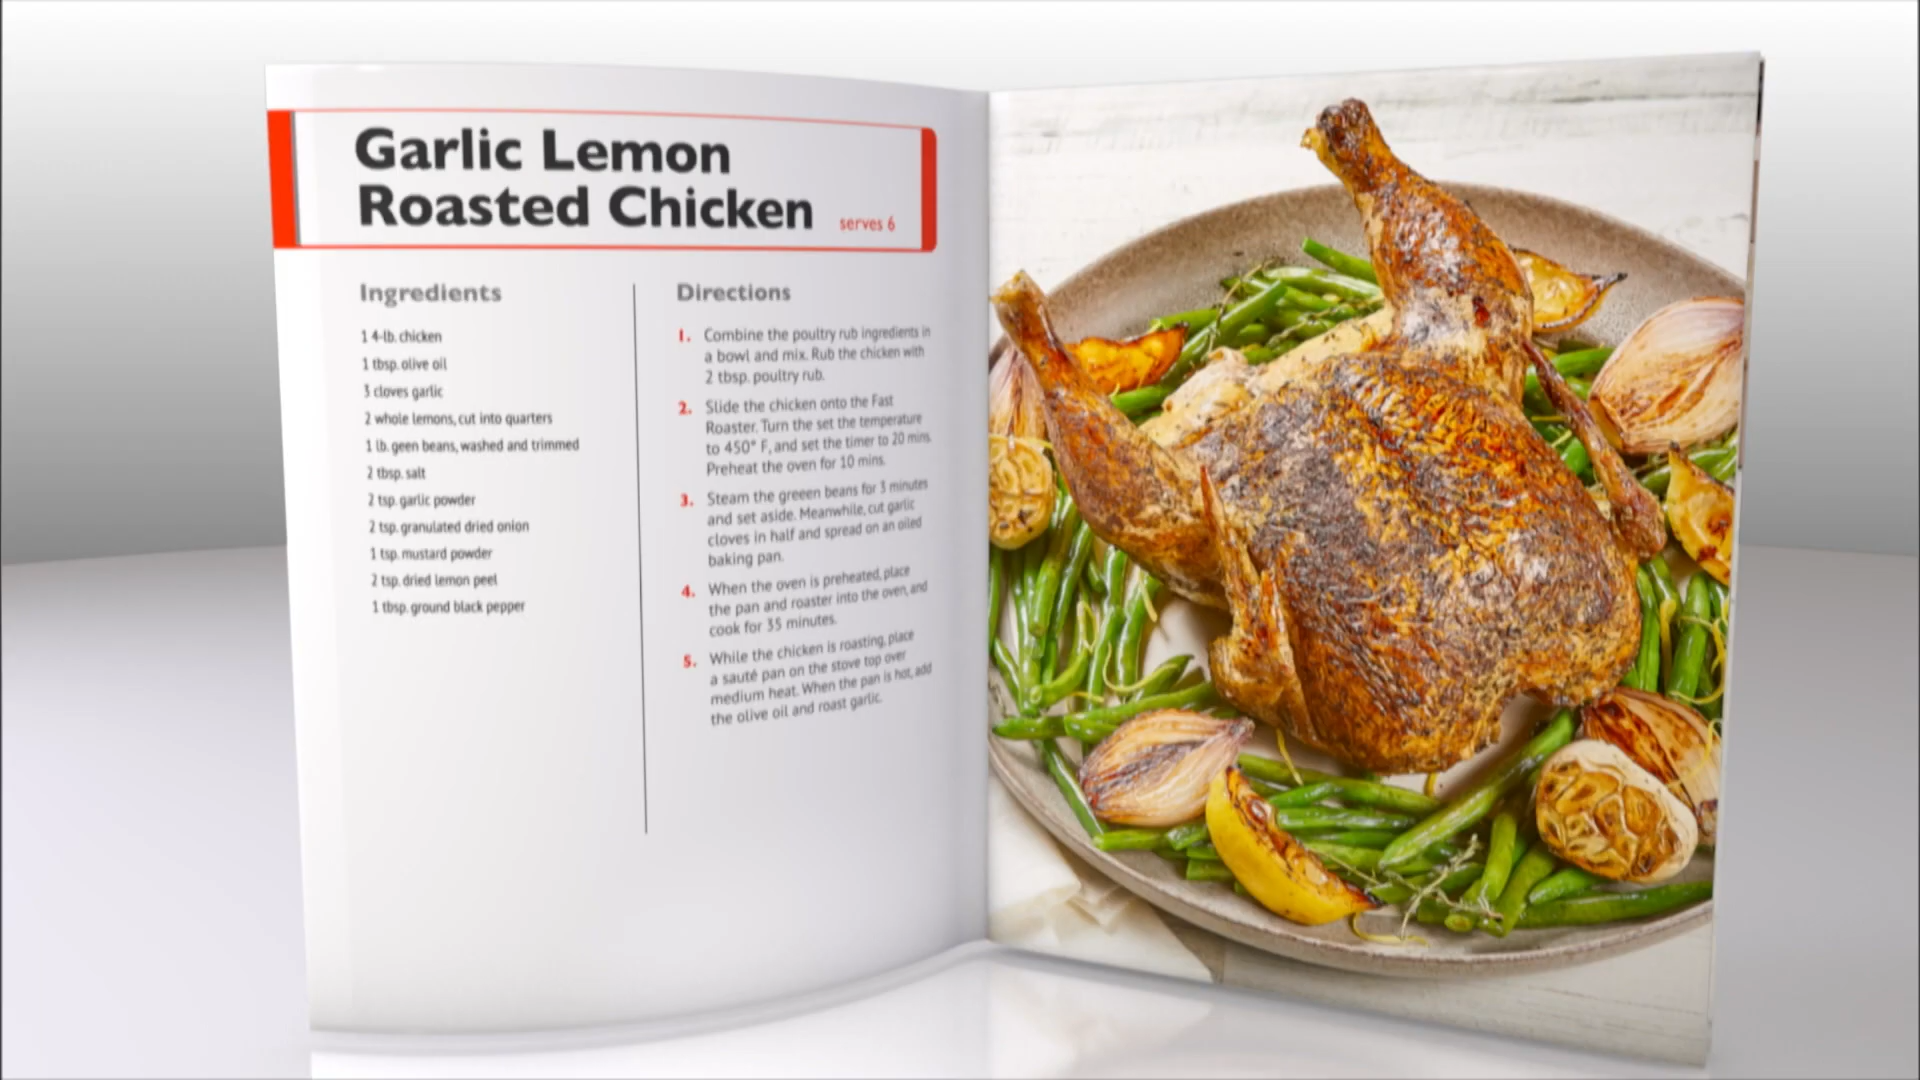 Garlic Lemon
Roasted Chicken serves 6
Ingredients
1 4-lb. chicken
1 tbsp. olive oil
3 cloves garlic
2 whole lemons, cut into quarters
1 lb. geen beans, washed and trimmed
2 tbsp. salt
2 tsp. garlic powder
2 tsp. granulated dried onion
1 tsp. mustard powder
2 tsp. dried lemon peel
1 tbsp. ground black pepper
Directions
1. Combine the poultry rub ingredients in
a bowl and mix. Rub the chicken with
2 tbsp. poultry rub.
2. Slide the chicken onto the Fast
Roaster. Turn the set the temperature
to 450° F, and set the timer to 20 mins.
Preheat the oven for 10 mins.
3. Steam the greeen beans for 3 minutes
and set aside. Meanwhile, cut garlic
cloves in half and spread on an oiled
baking pan.
4. When the oven is preheated, place
the pan and roaster into the oven, and
cook for 35 minutes.
5. While the chicken is roasting, place
a sauté pan on the stove top over
medium heat. When the pan is hot, add
the olive oil and roast garlic.